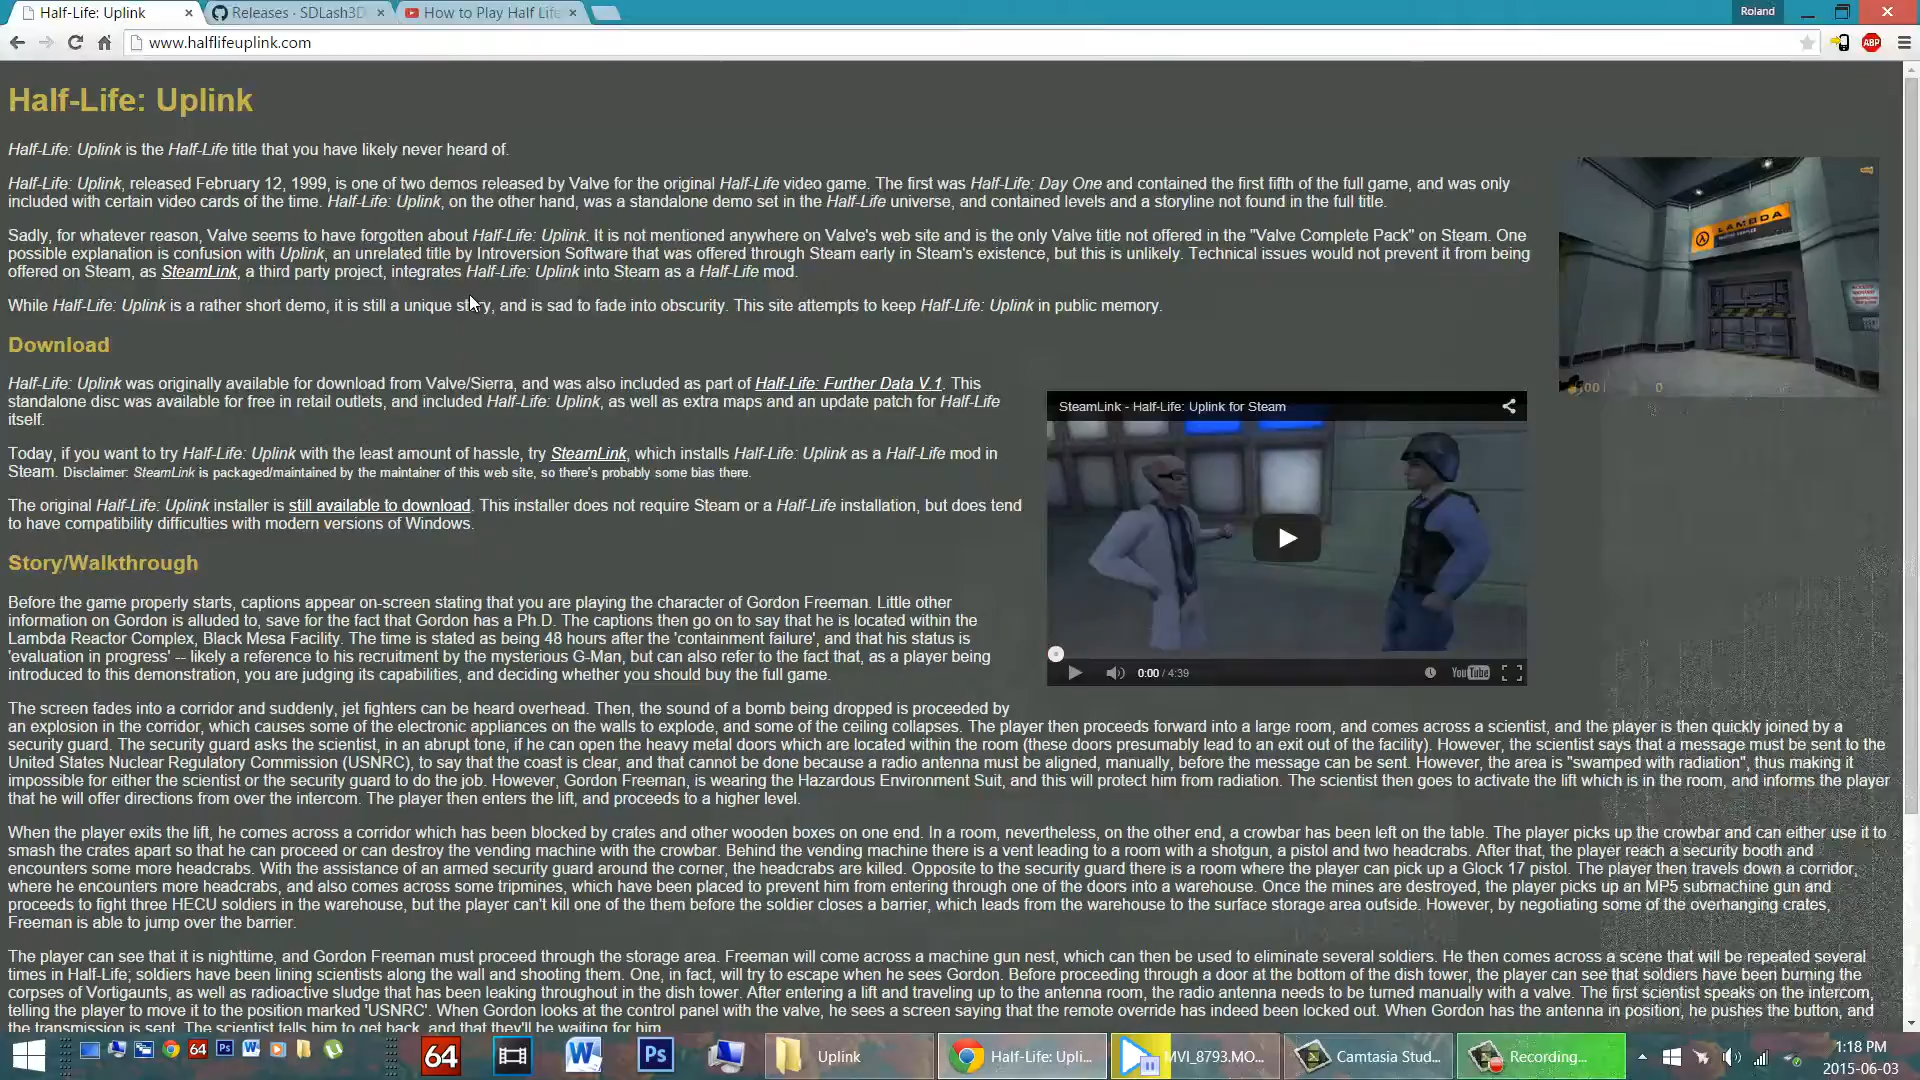 Half-Life: Uplink
Releases · SDLash3D
How to Play Half Life
Roland
www.halflifeuplink.com
ABP
Half-Life: Uplink
Half-Life: Uplink is the Half-Life title that you have likely never heard of.
Half-Life: Uplink, released February 12, 1999, is one of two demos released by Valve for the original Half-Life video game. The first was Half-Life: Day One and contained the first fifth of the full game, and was only
included with certain video cards of the time. Half-Life: Uplink, on the other hand, was a standalone demo set in the Half-Life universe, and contained levels and a storyline not found in the full title.
Sadly, for whatever reason, Valve seems to have forgotten about Half-Life: Uplink. It is not mentioned anywhere on Valve's web site and is the only Valve title not offered in the "Valve Complete Pack" on Steam. One
possible explanation is confusion with Uplink, an unrelated title by Introversion Software that was offered through Steam early in Steam's existence, but this is unlikely. Technical issues would not prevent it from being
offered on Steam, as SteamLink, a third party project, integrates Half-Life: Uplink into Steam as a Half-Life mod.
While Half-Life: Uplink is a rather short demo, it is still a unique story, and is sad to fade into obscurity. This site attempts to keep Half-Life: Uplink in public memory.
LAMBDA
Download
Half-Life: Uplink was originally available for download from Valve/Sierra, and was also included as part of Half-Life: Further Data V.1. This
standalone disc was available for free in retail outlets, and included Half-Life: Uplink, as well as extra maps and an update patch for Half-Life
itself.
Today, if you want to try Half-Life: Uplink with the least amount of hassle, try SteamLink, which installs Half-Life: Uplink as a Half-Life mod in
Steam. Disclaimer: SteamLink is packaged/maintained by the maintainer of this web site, so there's probably some bias there.
The original Half-Life: Uplink installer is still available to download. This installer does not require Steam or a Half-Life installation, but does tend
to have compatibility difficulties with modern versions of Windows.
SteamLink - Half-Life: Uplink for Steam
0:00 / 4:39
YouTube
Story/Walkthrough
Before the game properly starts, captions appear on-screen stating that you are playing the character of Gordon Freeman. Little other
information on Gordon is alluded to, save for the fact that Gordon has a Ph.D. The captions then go on to say that he is located within the
Lambda Reactor Complex, Black Mesa Facility. The time is stated as being 48 hours after the 'containment failure', and that his status is
'evaluation in progress' -- likely a reference to his recruitment by the mysterious G-Man, but can also refer to the fact that, as a player being
introduced to this demonstration, you are judging its capabilities, and deciding whether you should buy the full game.
The screen fades into a corridor and suddenly, jet fighters can be heard overhead. Then, the sound of a bomb being dropped is proceeded by
an explosion in the corridor, which causes some of the electronic appliances on the walls to explode, and some of the ceiling collapses. The player then proceeds forward into a large room, and comes across a scientist, and the player is then quickly joined by a
security guard. The security guard asks the scientist, in an abrupt tone, if he can open the heavy metal doors which are located within the room (these doors presumably lead to an exit out of the facility). However, the scientist says that a message must be sent to the
United States Nuclear Regulatory Commission (USNRC), to say that the coast is clear, and that cannot be done because a radio antenna must be aligned, manually, before the message can be sent. However, the area is "swamped with radiation", thus making it
impossible for either the scientist or the security guard to do the job. However, Gordon Freeman, is wearing the Hazardous Environment Suit, and this will protect him from radiation. The scientist then goes to activate the lift which is in the room, and informs the player
that he will offer directions from over the intercom. The player then enters the lift, and proceeds to a higher level.
When the player exits the lift, he comes across a corridor which has been blocked by crates and other wooden boxes on one end. In a room, nevertheless, on the other end, a crowbar has been left on the table. The player picks up the crowbar and can either use it to
smash the crates apart so that he can proceed or can destroy the vending machine with the crowbar. Behind the vending machine there is a vent leading to a room with a shotgun, a pistol and two headcrabs. After that, the player reach a security booth and
encounters some more headcrabs. With the assistance of an armed security guard around the corner, the headcrabs are killed. Opposite to the security guard there is a room where the player can pick up a Glock 17 pistol. The player then travels down a corridor,
where he encounters more headcrabs, and also comes across some tripmines, which have been placed to prevent him from entering through one of the doors into a warehouse. Once the mines are destroyed, the player picks up an MP5 submachine gun and
proceeds to fight three HECU soldiers in the warehouse, but the player can't kill one of the them before the soldier closes a barrier, which leads from the warehouse to the surface storage area outside. However, by negotiating some of the overhanging crates,
Freeman is able to jump over the barrier.
The player can see that it is nighttime, and Gordon Freeman must proceed through the storage area. Freeman will come across a machine gun nest, which can then be used to eliminate several soldiers. He then comes across a scene that will be repeated several
times in Half-Life; soldiers have been lining scientists along the wall and shooting them. One, in fact, will try to escape when he sees Gordon. Before proceeding through a door at the bottom of the dish tower, the player can see that soldiers have been burning the
corpses of Vortigaunts, as well as radioactive sludge that has been leaking throughout in the dish tower. After entering a lift and traveling up to the antenna room, the radio antenna needs to be turned manually with a valve. The first scientist speaks on the intercom,
telling the player to move it to the position marked 'USNRC'. When Gordon looks at the control panel with the valve, he sees a screen saying that the remote override has indeed been locked out. When Gordon has the antenna in position, he pushes the button, and
the transmission is sent. The scientist tells him to get back, and that they'll be waiting for him.
64
Ps
W
64
W
Ps
Uplink
Half-Life: Upli...
MVI_8793.MO...
Camtasia Stud...
Recording...
1:18 PM
2015-06-03